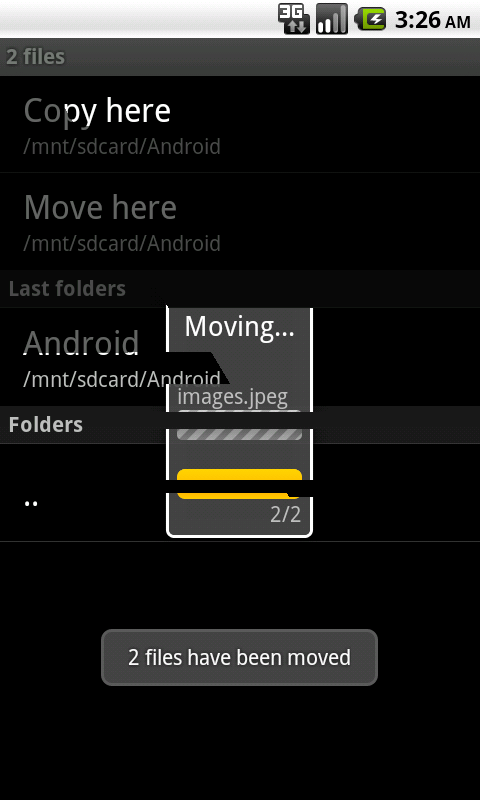 3G
3:26 AM
2 files
Copy here
/mnt/sdcard/Android
Move here
/mnt/sdcard/Android
Last folders
Android
/mnt/sdcard/Android
Moving...
images.jpeg
2/2
Folders
..
2 files have been moved